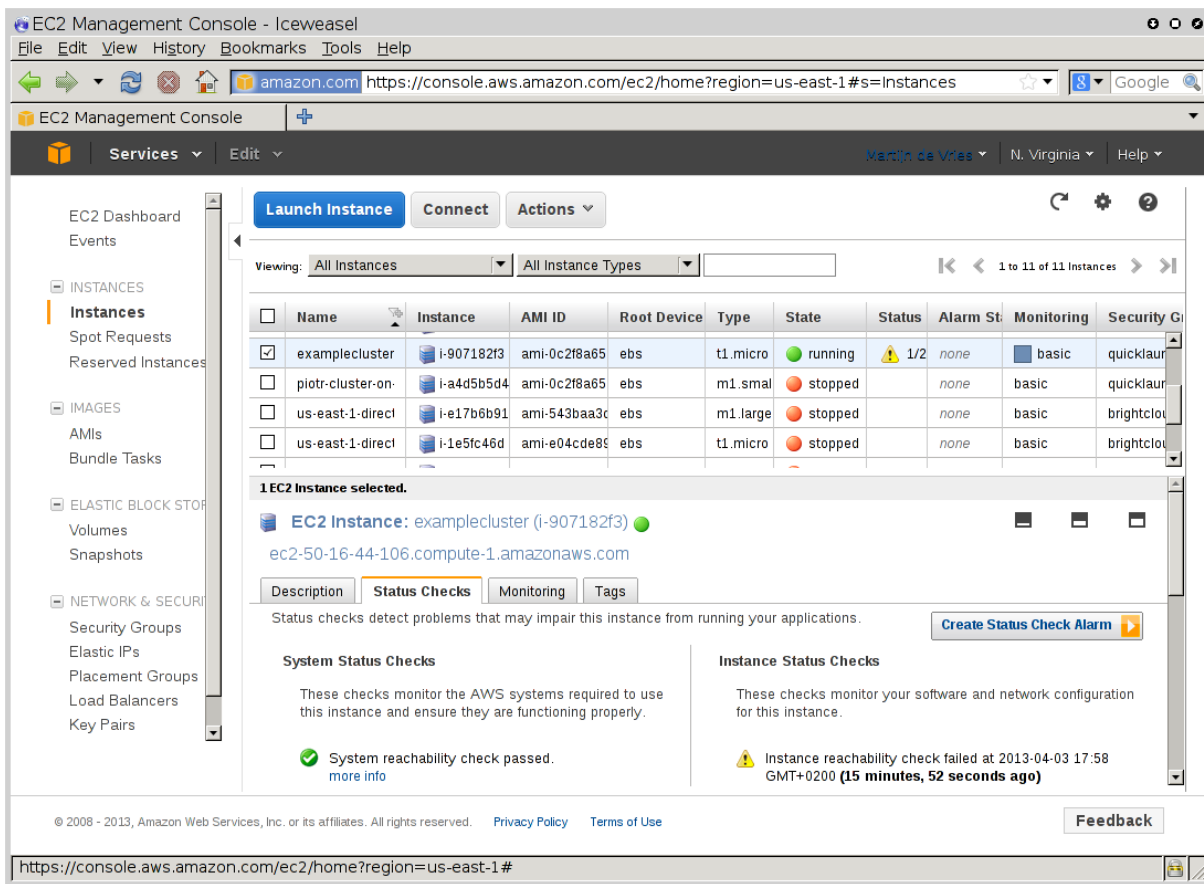 EC2 Management Console - Iceweasel
File Edit View History Bookmarks Tools Help
amazon.com https://console.aws.amazon.com/ec2/home?region=us-east-1#s=Instances Google
EC2 Management Console
Services Edit Martijn de Vries N. Virginia Help
EC2 Dashboard
Events
INSTANCES
Instances
Spot Requests
Reserved Instances
IMAGES
AMIs
Bundle Tasks
ELASTIC BLOCK STOR
Volumes
Snapshots
NETWORK & SECURI
Security Groups
Elastic IPs
Placement Groups
Load Balancers
Key Pairs
Launch Instance Connect Actions
Viewing: All Instances All Instance Types 1 to 11 of 11 Instances
Name Instance AMI ID Root Device Type State Status Alarm St Monitoring Security G
examplecluster i-907182f3 ami-0c2f8a65 ebs t1.micro running 1/2 none basic quicklaun
piotr-cluster-on- i-a4d5b5d4 ami-0c2f8a65 ebs m1.smal stopped none basic quicklaun
us-east-1-direct i-e17b6b91 ami-543baa3d ebs m1.large stopped none basic brightclou
us-east-1-direct i-1e5fc46d ami-e04cde89 ebs t1.micro stopped none basic brightclou
1 EC2 Instance selected.
EC2 Instance: examplecluster (i-907182f3)
ec2-50-16-44-106.compute-1.amazonaws.com
Description Status Checks Monitoring Tags
Status checks detect problems that may impair this instance from running your applications.
Create Status Check Alarm
System Status Checks
These checks monitor the AWS systems required to use
this instance and ensure they are functioning properly.
System reachability check passed.
more info
Instance Status Checks
These checks monitor your software and network configuration
for this instance.
Instance reachability check failed at 2013-04-03 17:58
GMT+0200 (15 minutes, 52 seconds ago)
© 2008 - 2013, Amazon Web Services, Inc. or its affiliates. All rights reserved. Privacy Policy Terms of Use Feedback
https://console.aws.amazon.com/ec2/home?region=us-east-1#